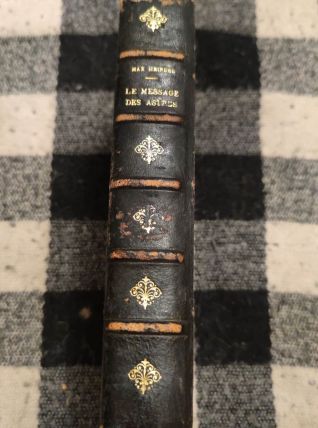 MAX HEINDEL
LE MESSAGE
DES ASTRES